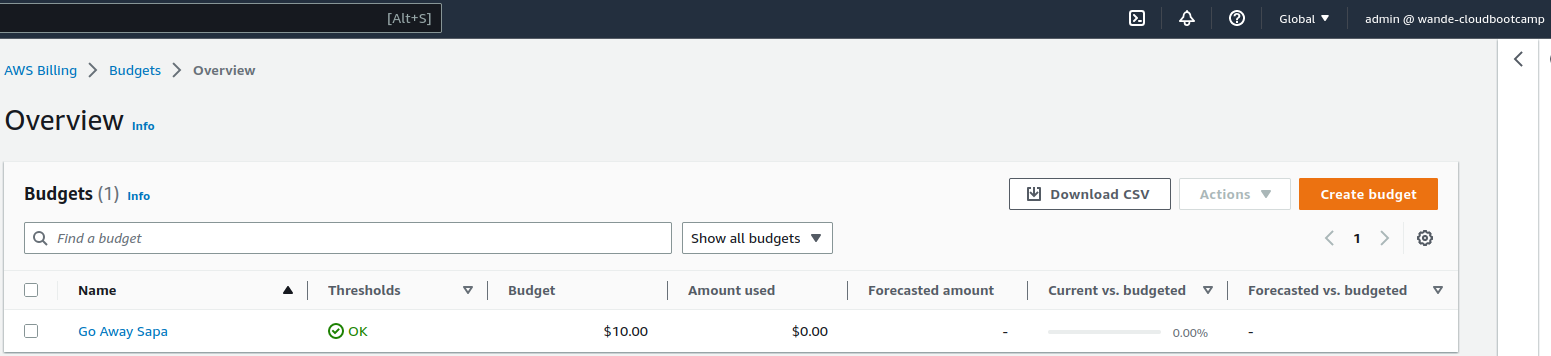 [Alt+S] Global admin @ wande-cloudbootcamp
AWS Billing Budgets Overview
Overview Info
Budgets (1) Info Download CSV Actions Create budget
Find a budget Show all budgets 1
Name Thresholds Budget Amount used Forecasted amount Current vs. budgeted Forecasted vs. budgeted
Go Away Sapa OK $10.00 $0.00 - 0.00% -